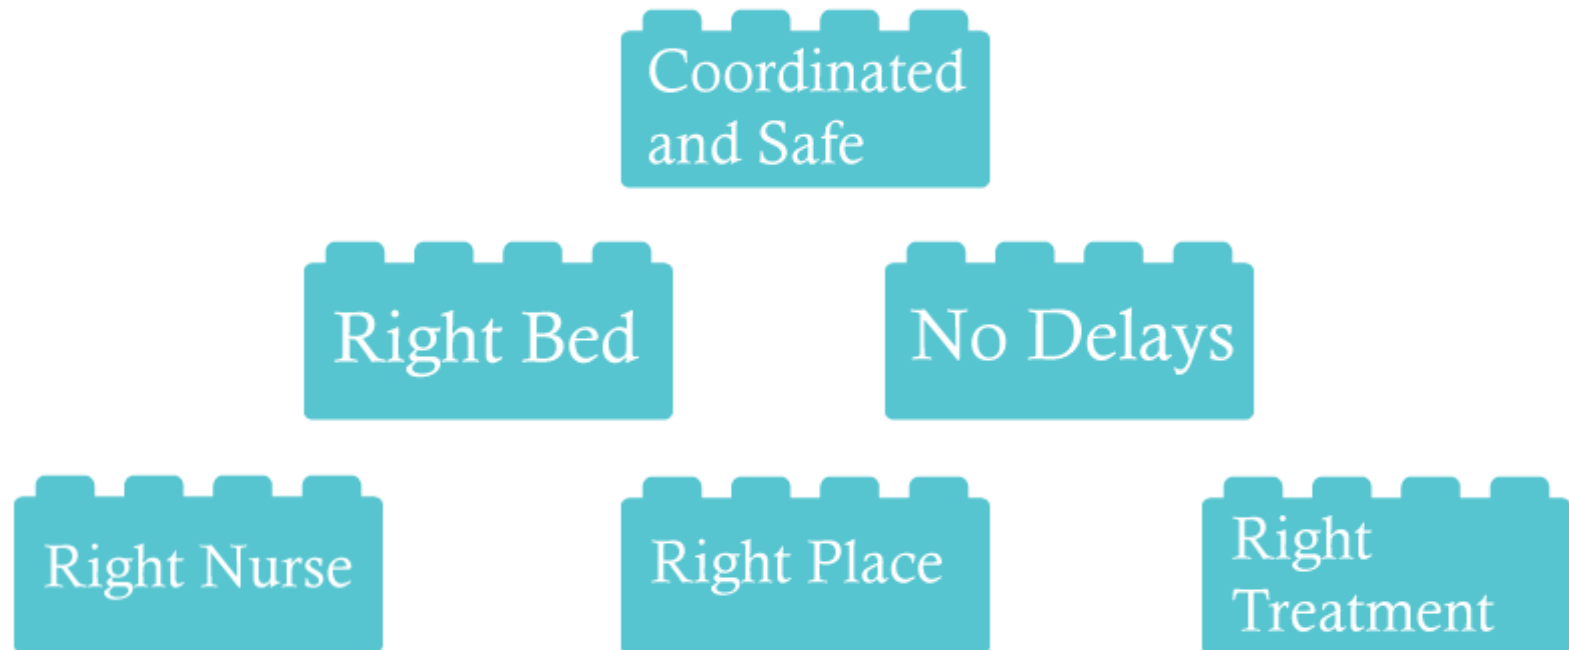 Coordinated
and Safe
Right Bed
No Delays
Right Nurse
Right Place
Right
Treatment